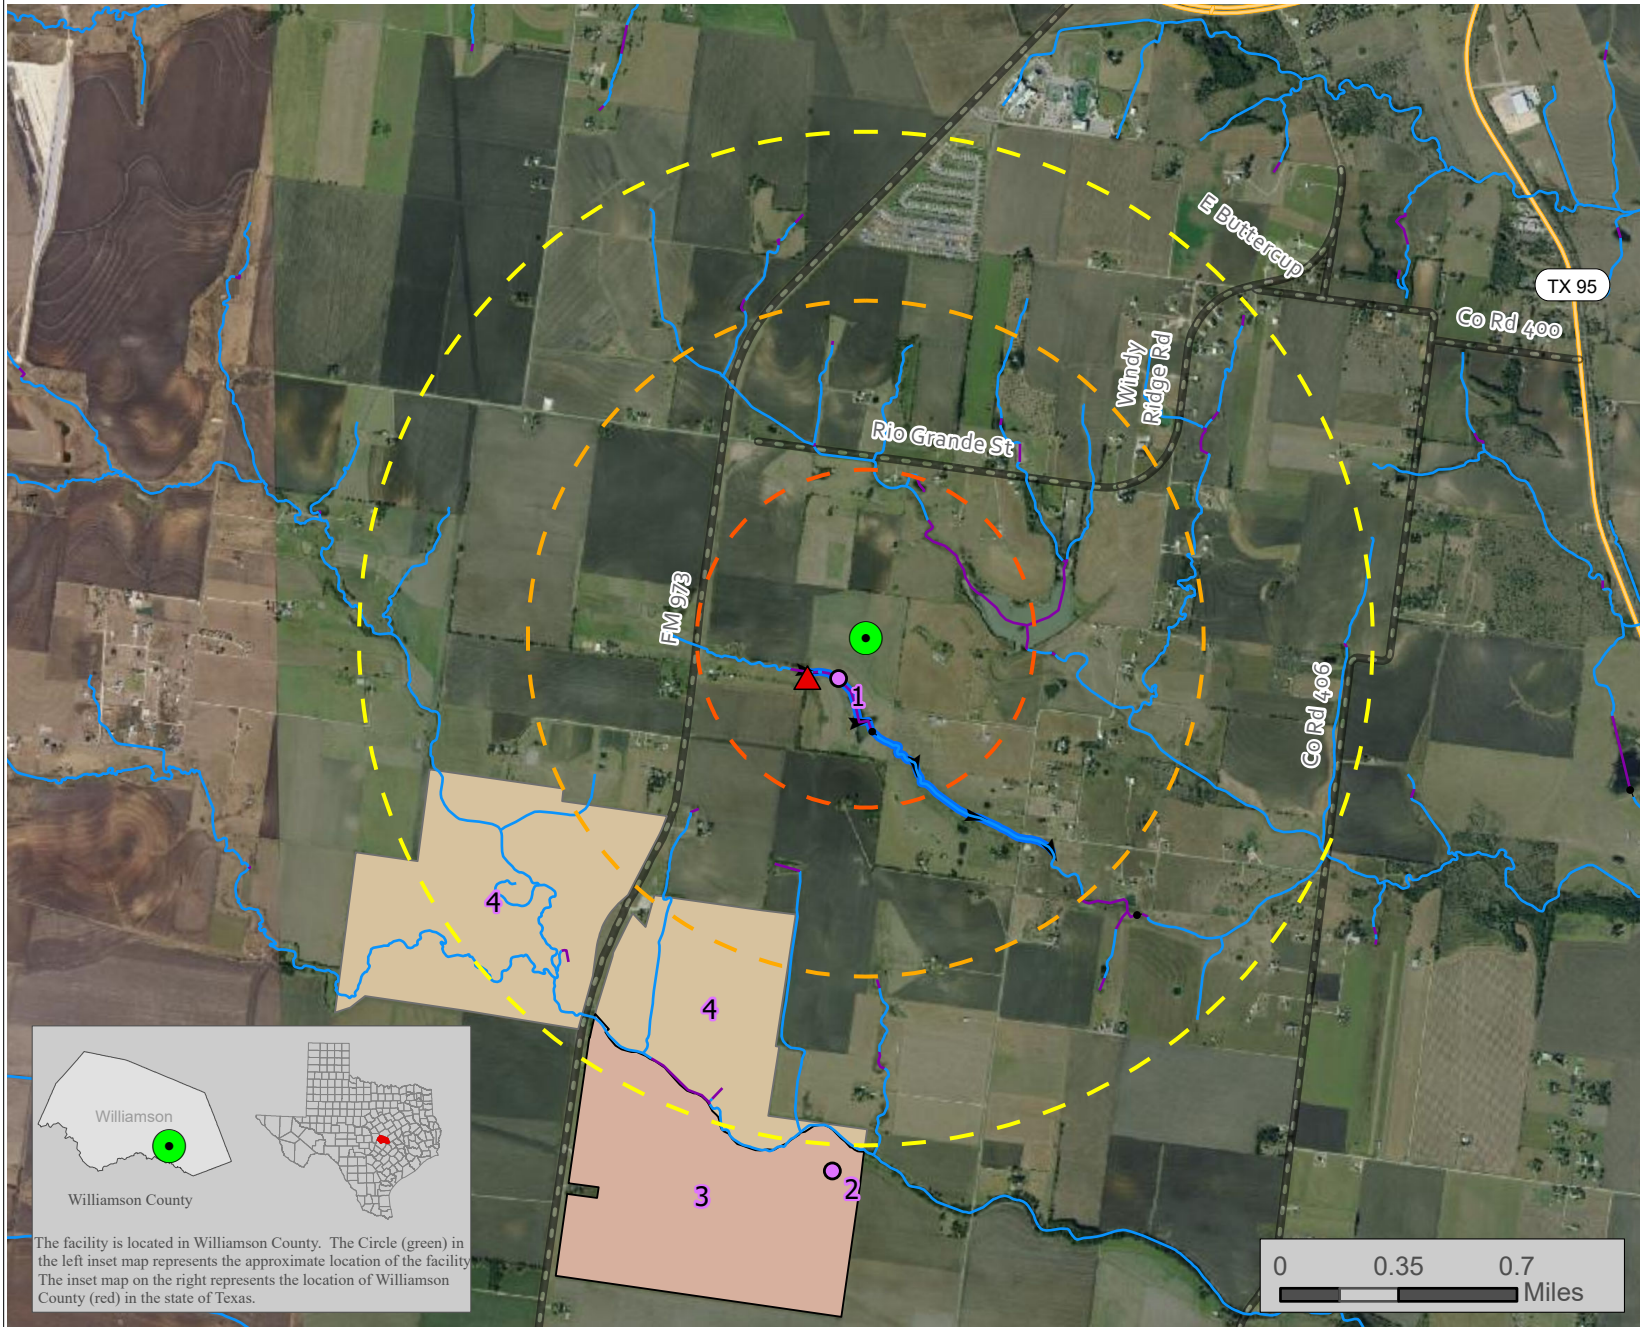 E Buttercup
TX 95
Co Rd 400
Windy
Ridge Rd
Rio Grande St
FM 973
1
Co Rd 406
4
4
3
2
Williamson
Williamson County
The facility is located in Williamson County. The Circle (green) in
the left inset map represents the approximate location of the facility
The inset map on the right represents the location of Williamson
County (red) in the state of Texas.
0 0.35 0.7
Miles